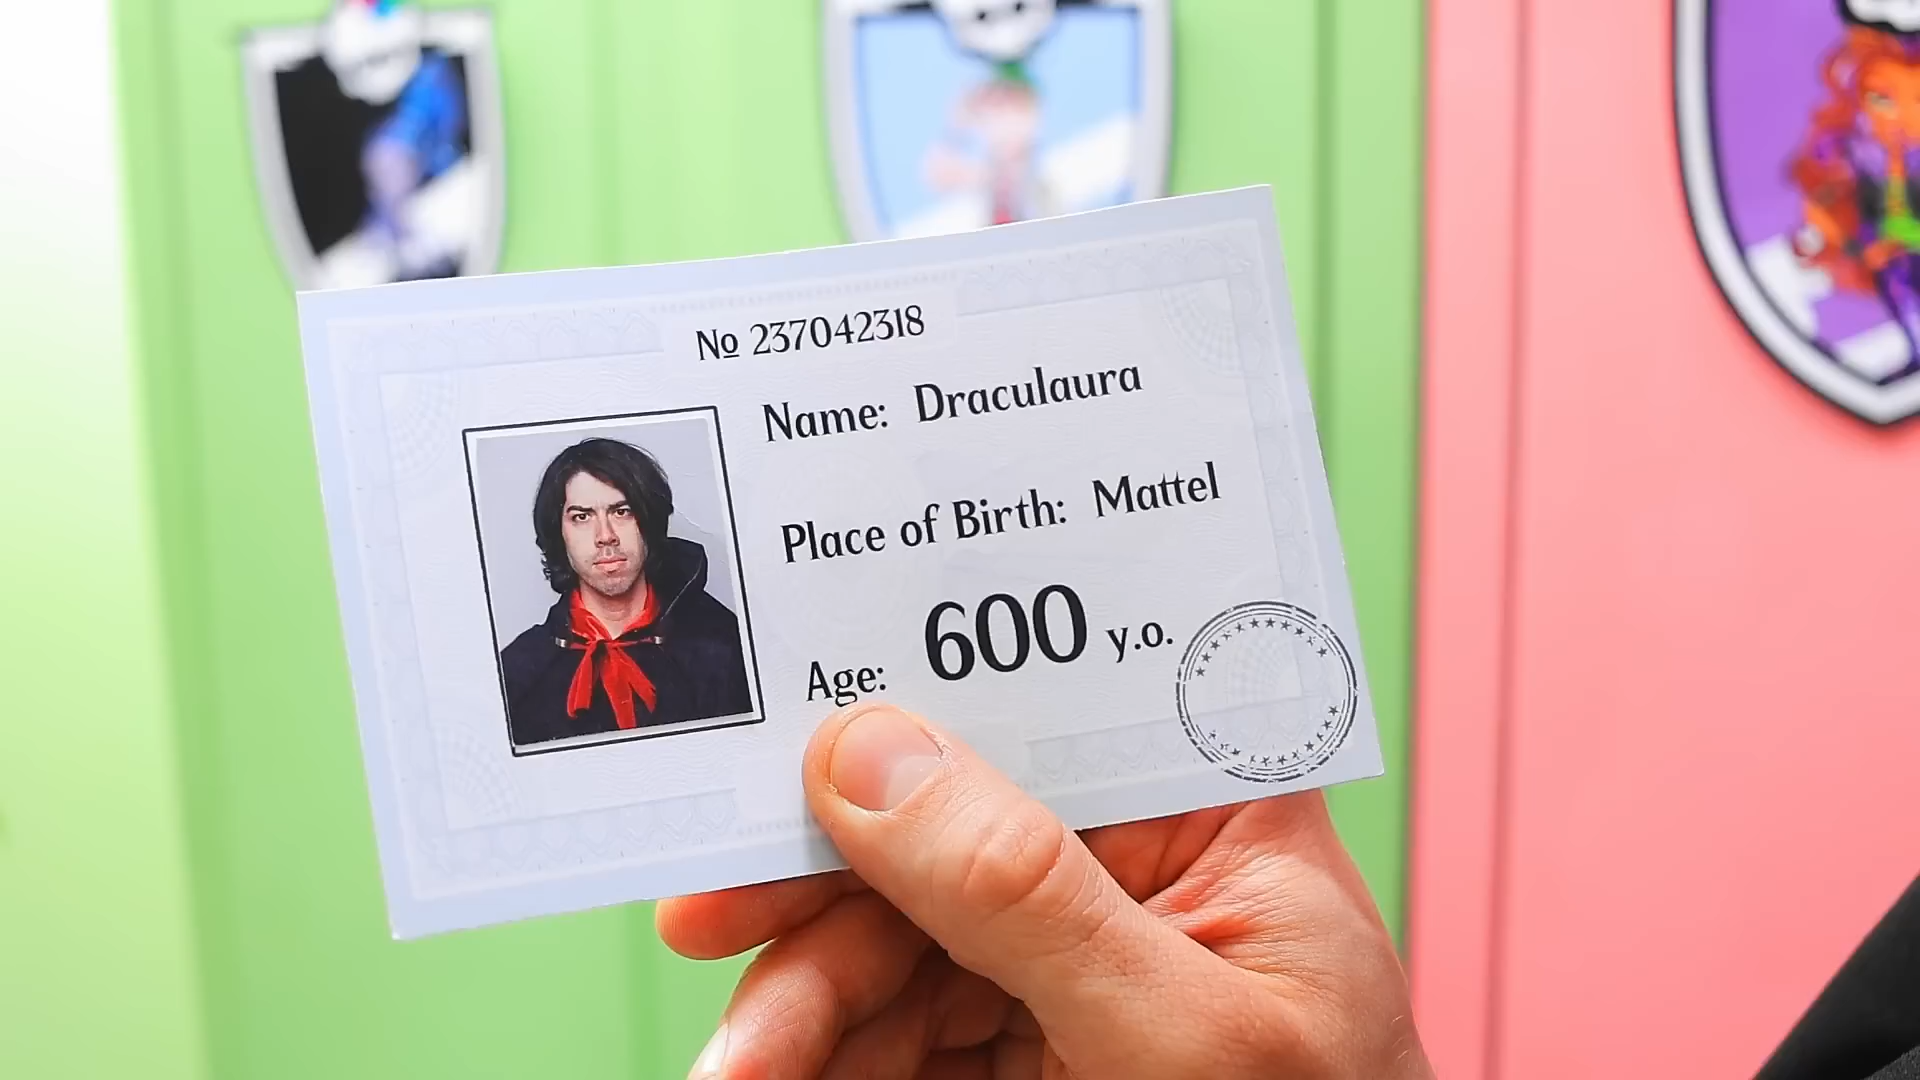 № 237042318
Name: Draculaura
Place of Birth: Mattel
Age: 600 y.o.